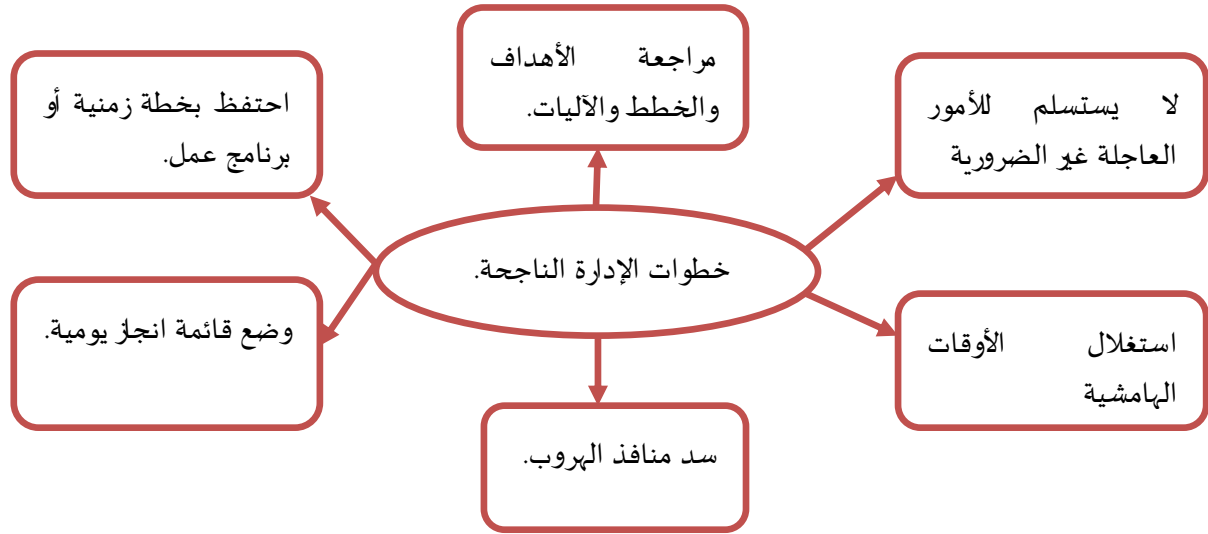 مراجعة الأهداف
والخطط والآليات.
لا يستسلم للأمور
العاجلة غير الضرورية
احتفظ بخطة زمنية أو
برنامج عمل.
خطوات الإدارة الناجحة.
استغلال الأوقات
الهامشية
وضع قائمة انجاز يومية.
سد منافذ الهروب.